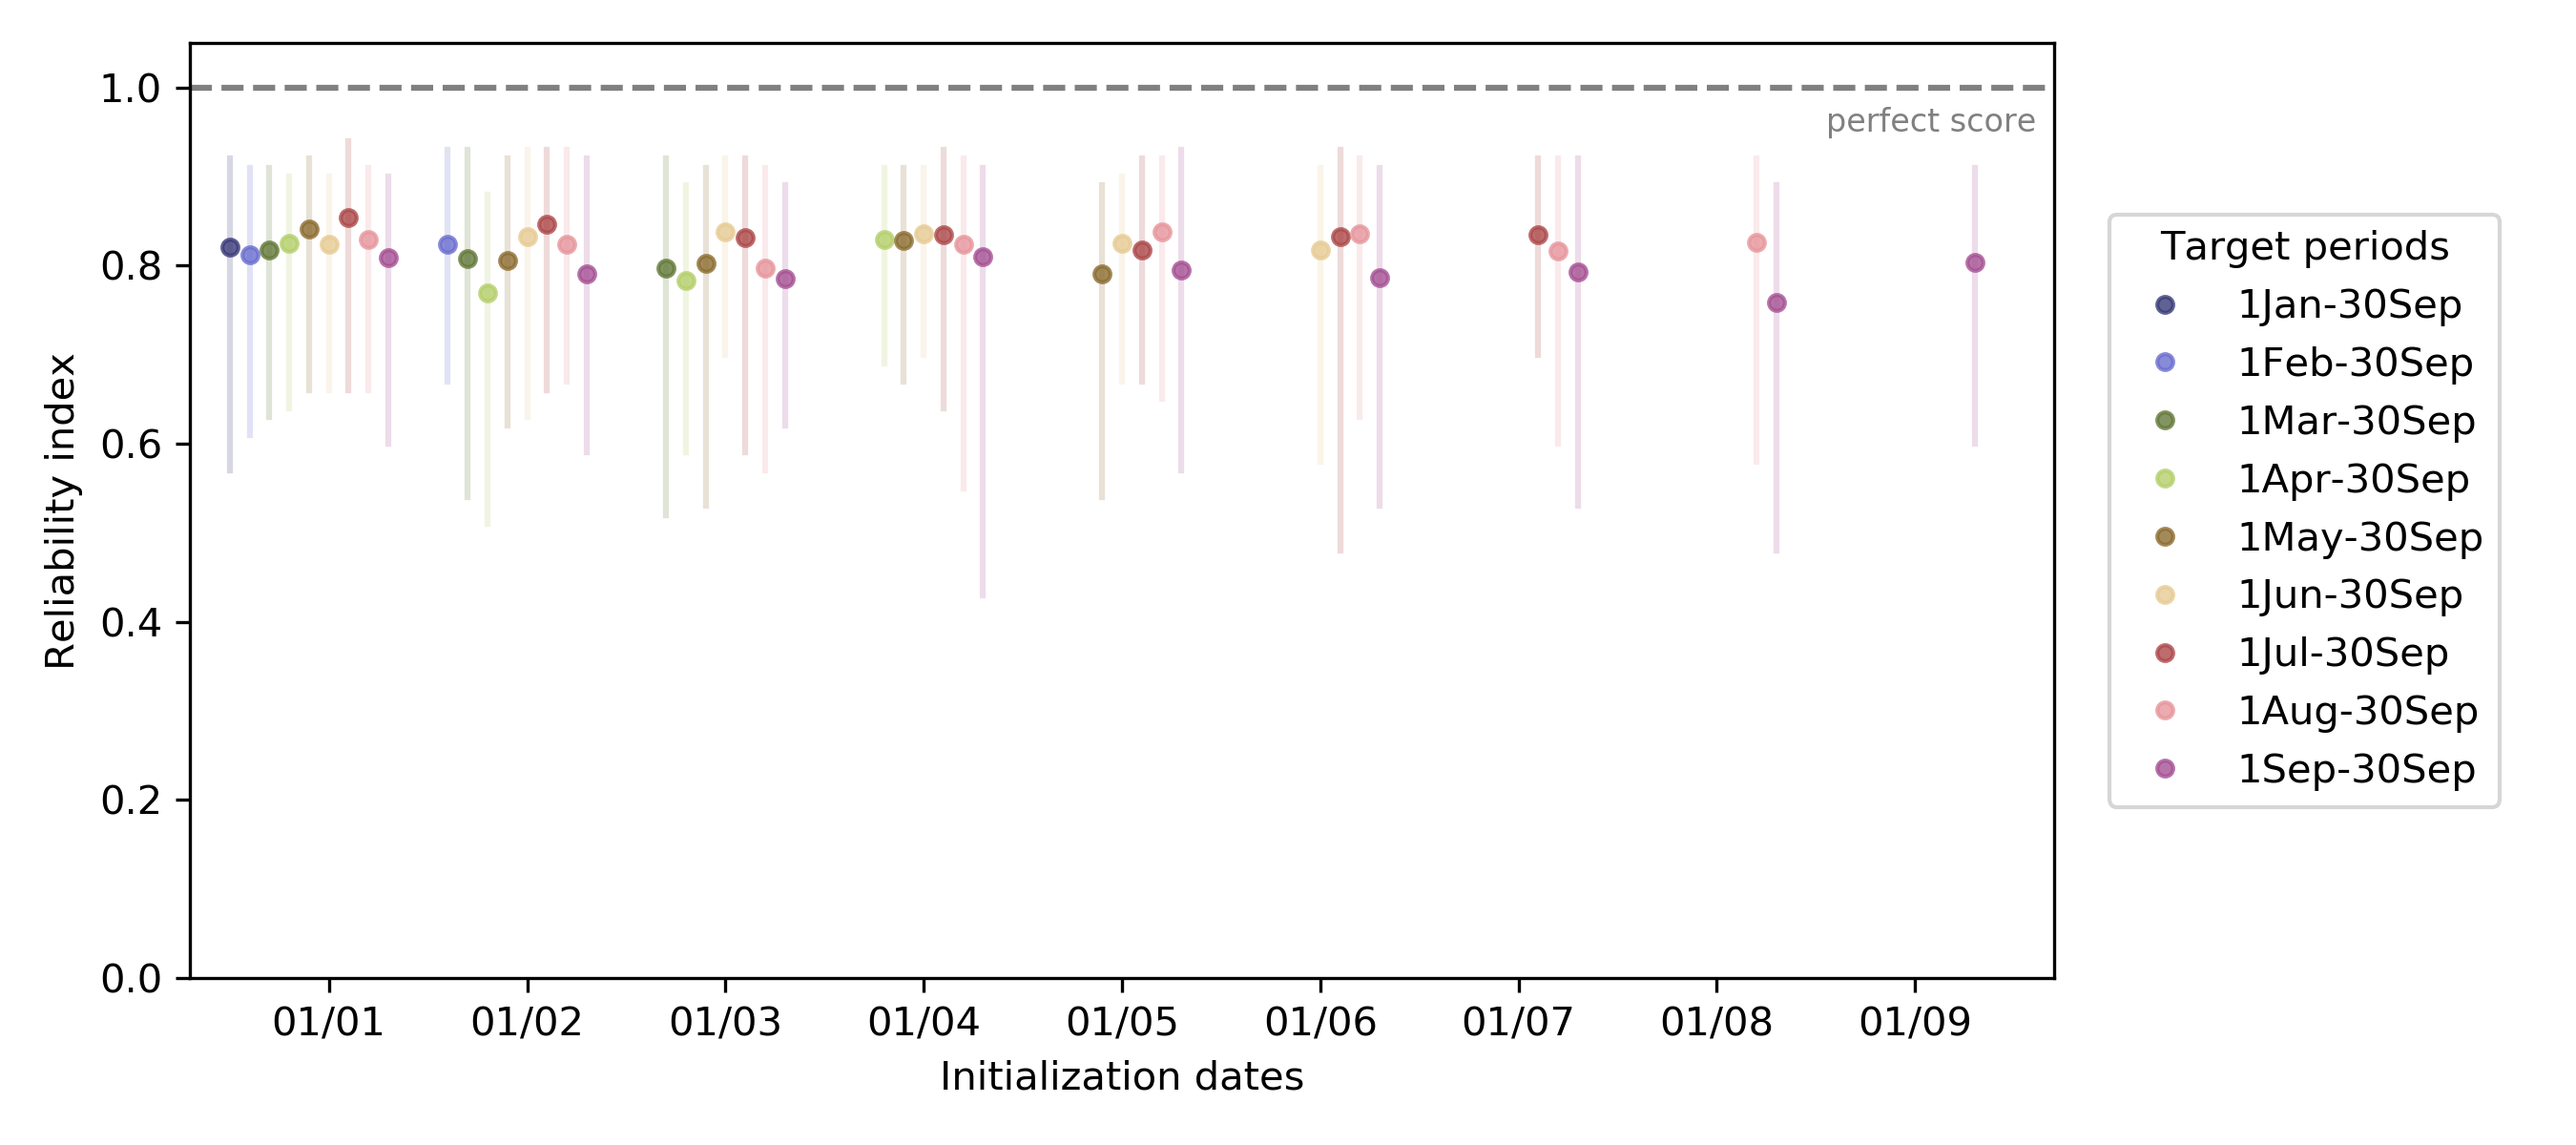 1.0
0.8
0.6
0.4
0.2
0.0
Reliability index
perfect score
01/01 01/02 01/03 01/04 01/05 01/06 01/07 01/08 01/09
Initialization dates
Target periods
1Jan-30Sep
1Feb-30Sep
1Mar-30Sep
1Apr-30Sep
1May-30Sep
1Jun-30Sep
1Jul-30Sep
1Aug-30Sep
1Sep-30Sep